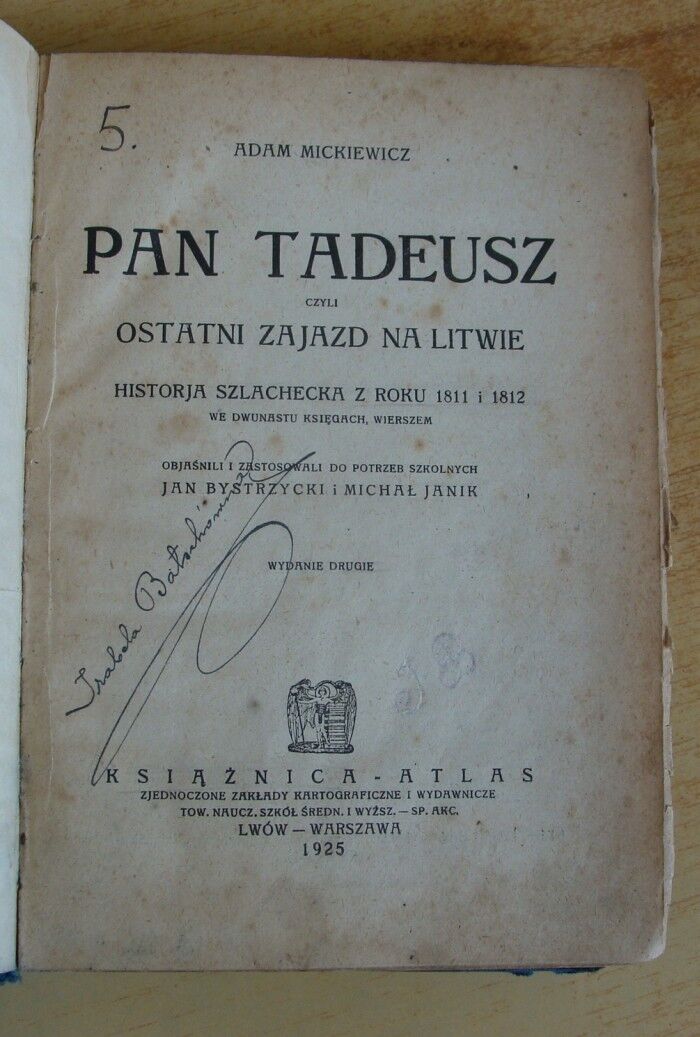 5.
ADAM MICKIEWICZ
PAN TADEUSZ
CZYLI
OSTATNI ZAJAZD NA LITWIE
HISTORJA SZLACHECKA Z ROKU 1811 i 1812
WE DWUNASTU KSIĘGACH, WIERSZEM
OBJAŚNILI I ZASTOSOWALI DO POTRZEB SZKOLNYCH
JAN BYSTRZYCKI i MICHAŁ JANIK
WYDANIE DRUGIE
Izabela
KSIĄŻNICA - ATLAS
ZJEDNOCZONE ZAKŁADY KARTOGRAFICZNE I WYDAWNICZE
TOW. NAUCZ. SZKÓŁ ŚREDN. I WYŻSZ. — SP. AKC.
LWÓW — WARSZAWA
1925